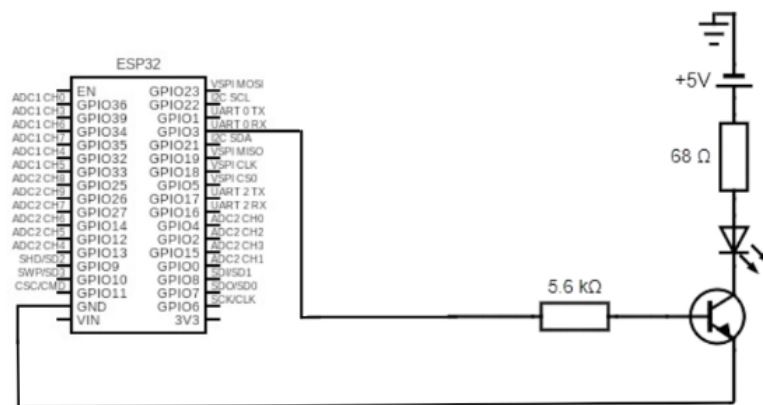 ESP32
EN
GPIO36
GPIO39
GPIO34
GPIO35
GPIO32
GPIO33
GPIO25
GPIO26
GPIO27
GPIO14
GPIO12
GPIO13
GPIO9
GPIO10
GPIO11
GND
VIN
GPIO23
GPIO22
GPIO1
GPIO3
GPIO21
GPIO19
GPIO18
GPIO5
GPIO17
GPIO16
GPIO4
GPIO2
GPIO15
GPIO0
GPIO8
GPIO7
GPIO6
3V3
ADC1 CH0
ADC1 CH3
ADC1 CH6
ADC1 CH7
ADC1 CH4
ADC1 CH5
ADC2 CH8
ADC2 CH9
ADC2 CH7
ADC2 CH6
ADC2 CH5
ADC2 CH4
SHD/SD2
SWP/SD3
CSC/CMD
VSPI MOSI
I2C SCL
UART 0 TX
UART 0 RX
I2C SDA
VSPI MISO
VSPI CLK
VSPI CS0
UART 2 TX
UART 2 RX
ADC2 CH0
ADC2 CH2
ADC2 CH3
ADC2 CH1
SDI/SD1
SDO/SD0
SCK/CLK
+5V
68 Ω
5.6 kΩ